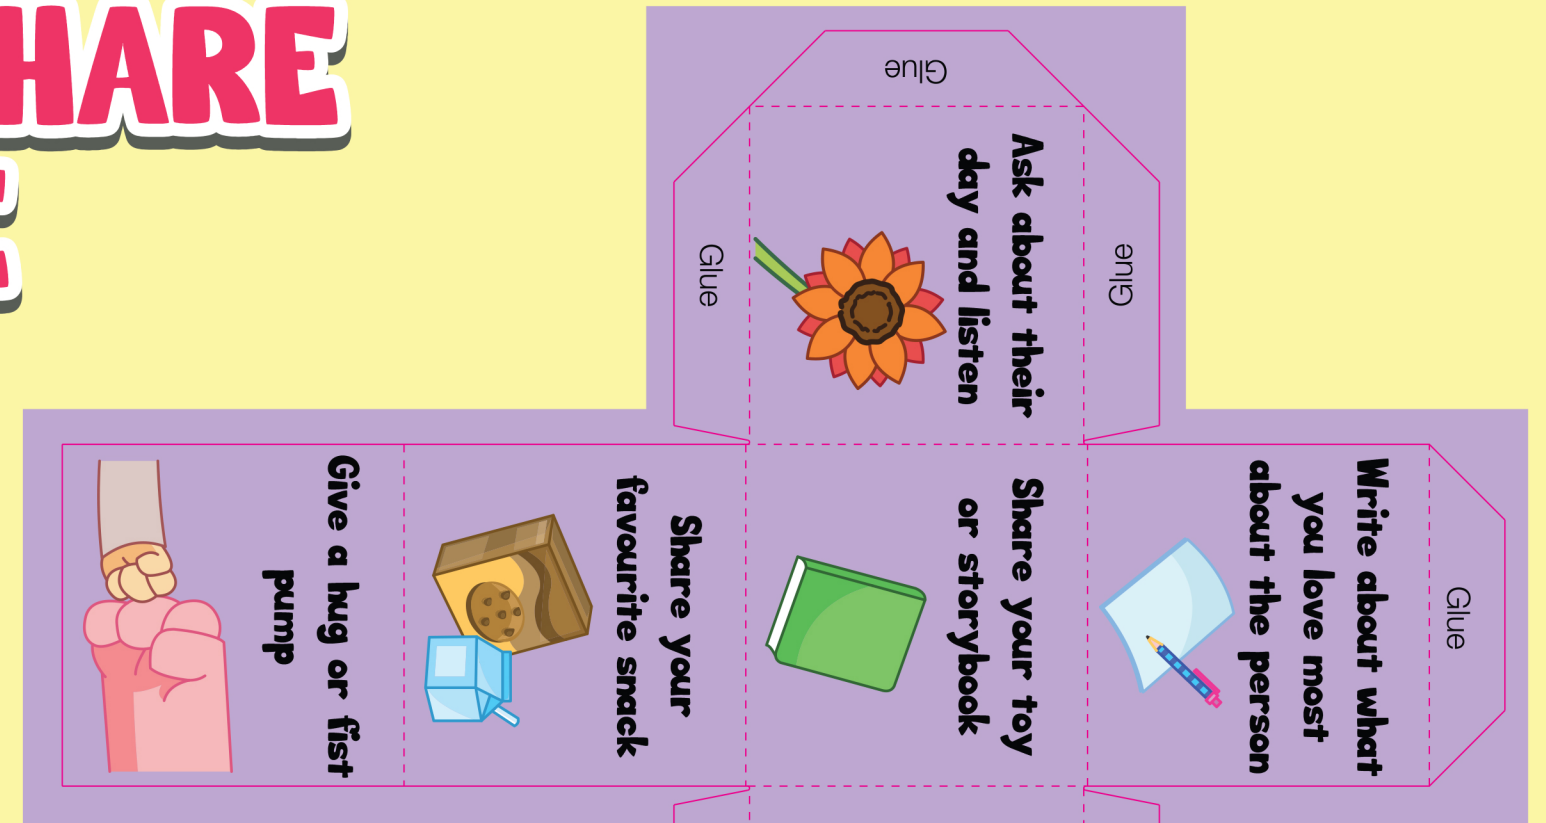 HARE
Glue
Ask about their
day and listen
Glue
Glue
Give a hug or fist
pump
Share your
favourite snack
Share your toy
or storybook
Write about what
you love most
about the person
Glue